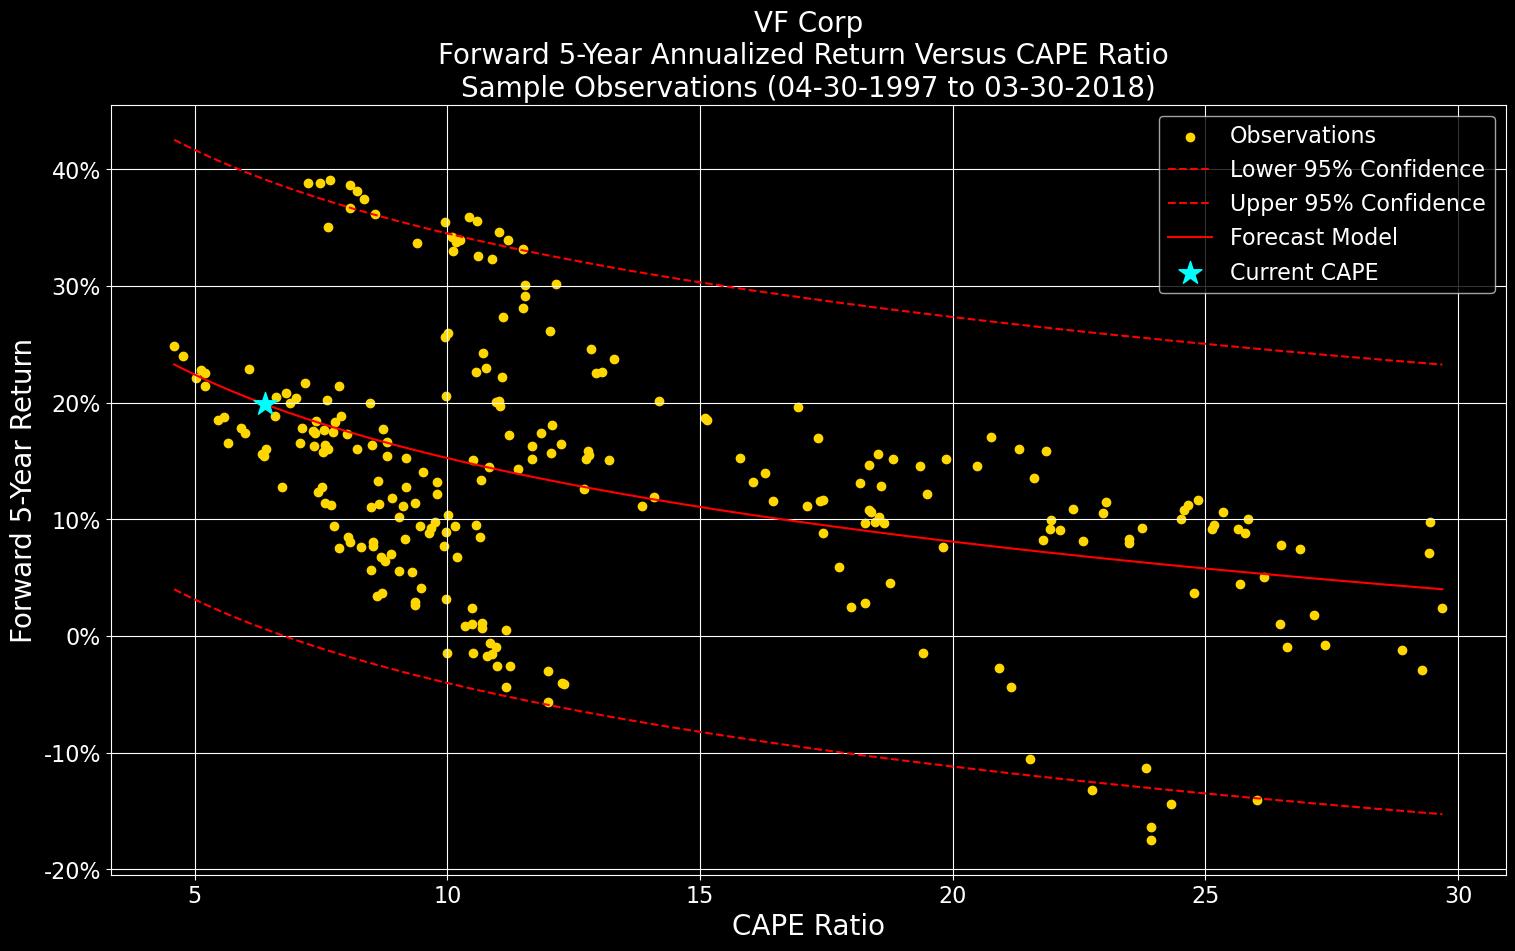 VF Corp
Forward 5-Year Annualized Return Versus CAPE Ratio
Sample Observations (04-30-1997 to 03-30-2018)
Observations
Lower 95% Confidence
Upper 95% Confidence
Forecast Model
Current CAPE
Forward 5-Year Return
40%
30%
20%
10%
0%
-10%
-20%
5 10 15 20 25 30
CAPE Ratio